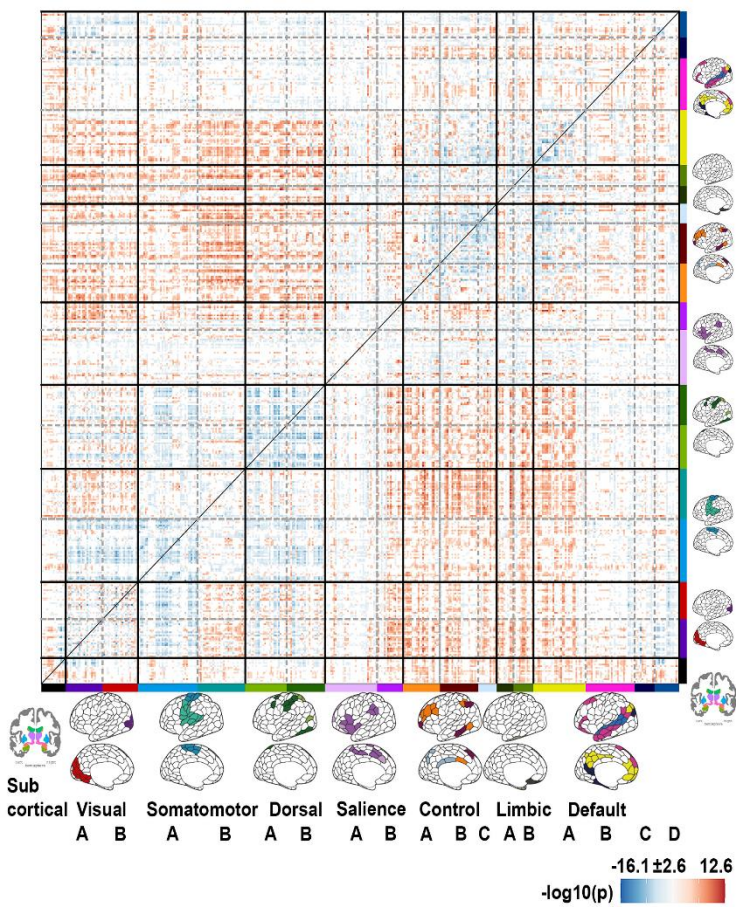 Sub
cortical Visual Somatomotor Dorsal Salience Control Limbic Default
A B A B A B A B A B C A B A B C D
-16.1 ±2.6 12.6
-log10(p)